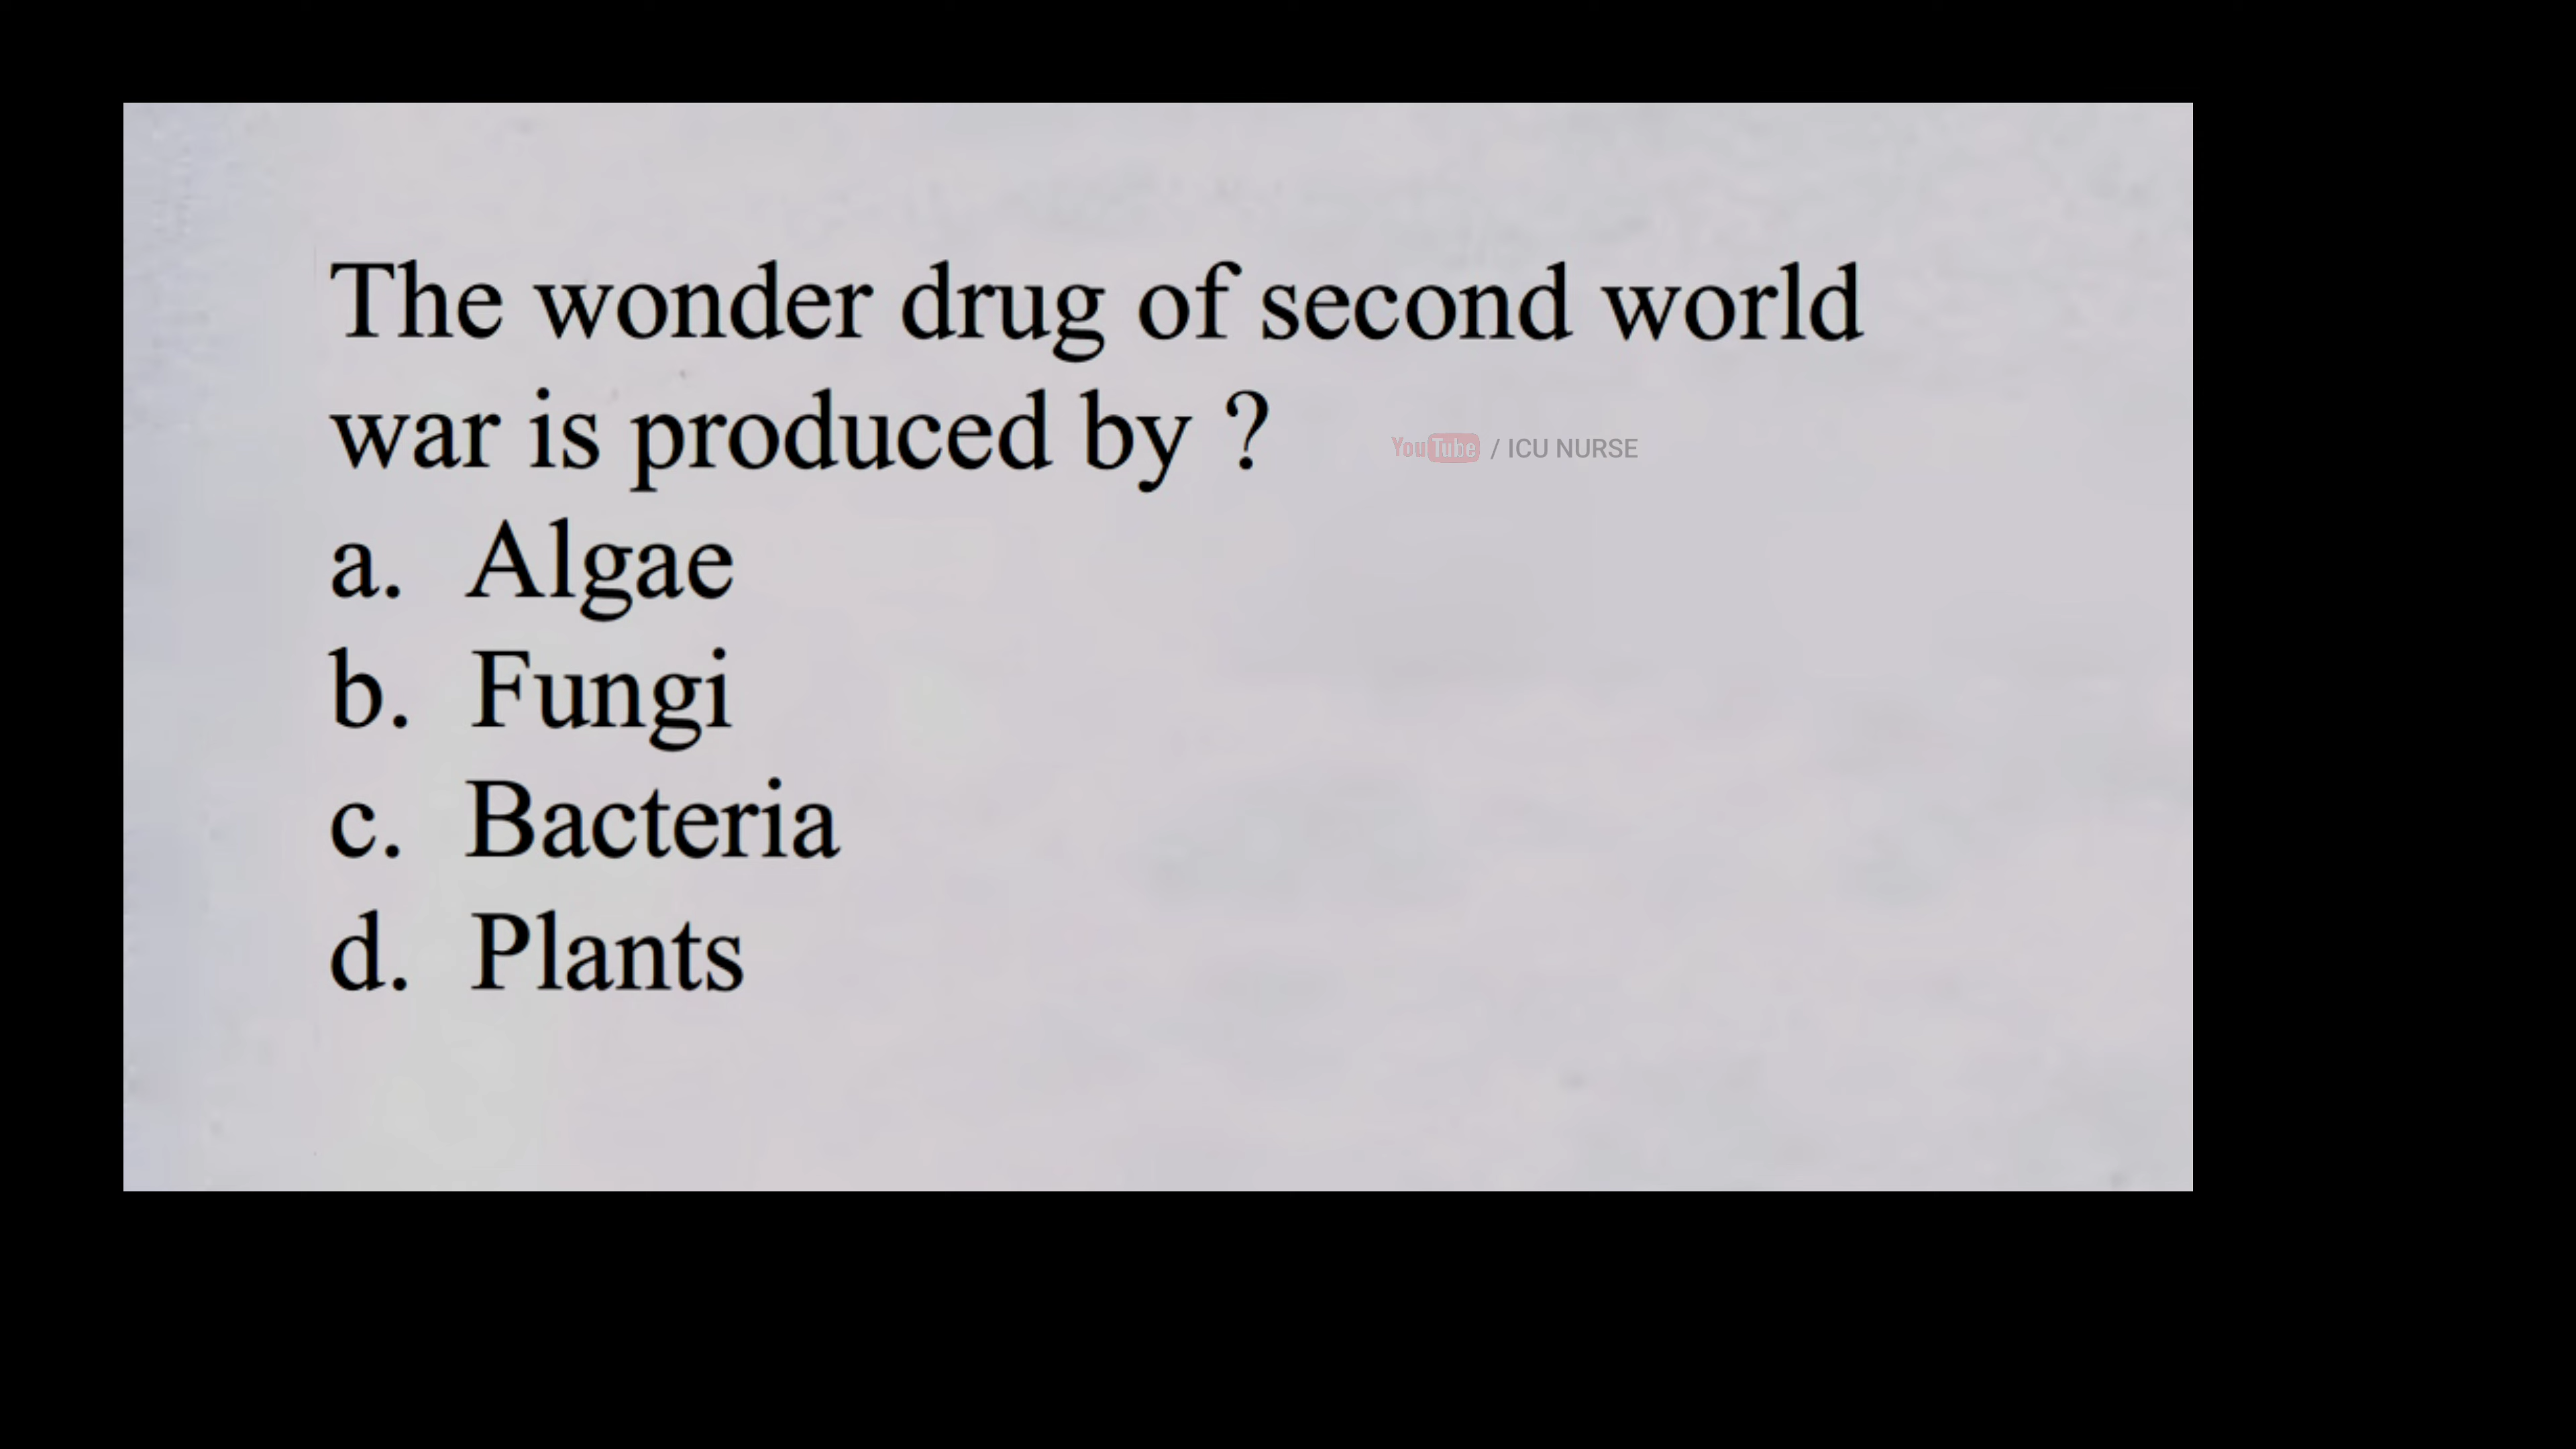 The wonder drug of second world
war is produced by ?
YouTube / ICU NURSE
a. Algae
b. Fungi
c. Bacteria
d. Plants